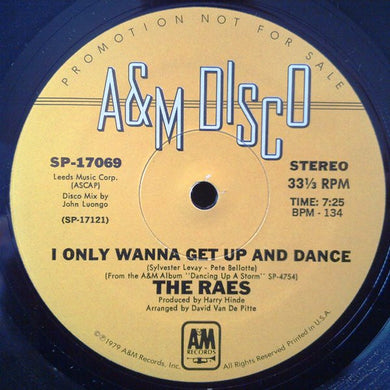 PROMOTION NOT FOR SALE
A&M DISCO
SP-17069
Leeds Music Corp.
(ASCAP)
Disco Mix by
John Luongo
(SP-17121)
STEREO
33⅓ RPM
TIME: 7:25
BPM - 134
I ONLY WANNA GET UP AND DANCE
(Sylvester Levay - Pete Bellotte)
(From the A&M Album "Dancing Up A Storm" SP-4754)
THE RAES
Produced by Harry Hinde
Arranged by David Van De Pitte
A&M
RECORDS
©℗1979 A&M Records, Inc. All Rights Reserved. Printed in U.S.A.